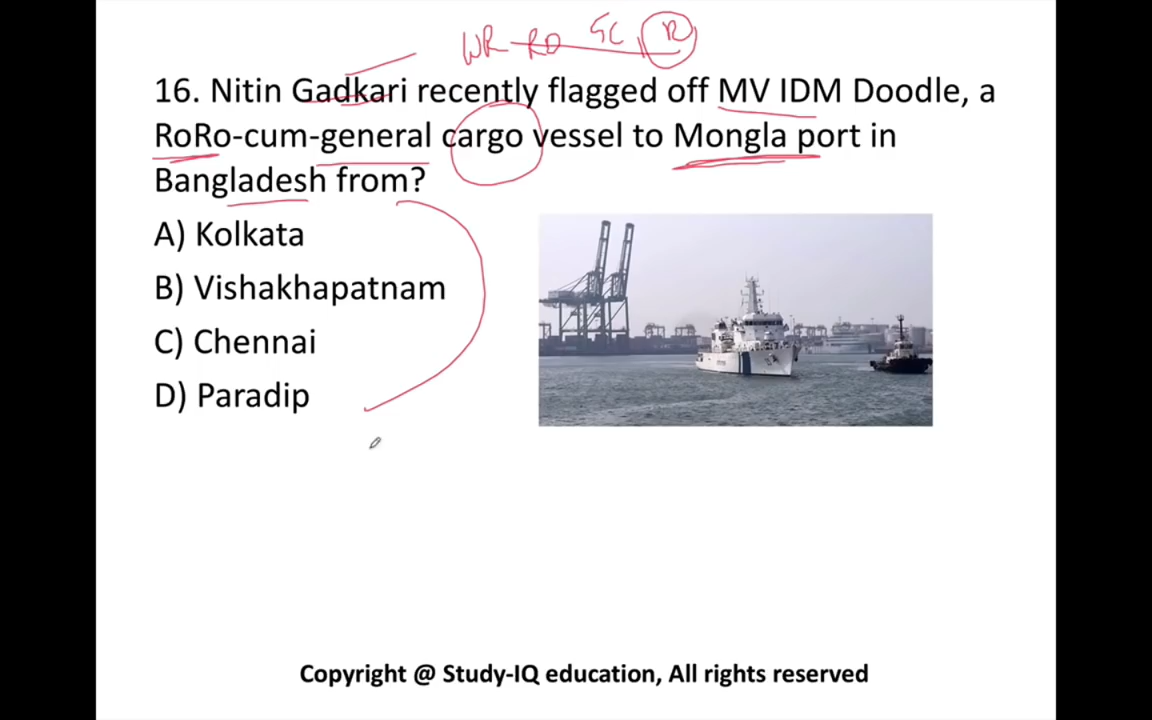 WR RO GC R
16. Nitin Gadkari recently flagged off MV IDM Doodle, a
RoRo-cum-general cargo vessel to Mongla port in
Bangladesh from?
A) Kolkata
B) Vishakhapatnam
C) Chennai
D) Paradip
Copyright @ Study-IQ education, All rights reserved